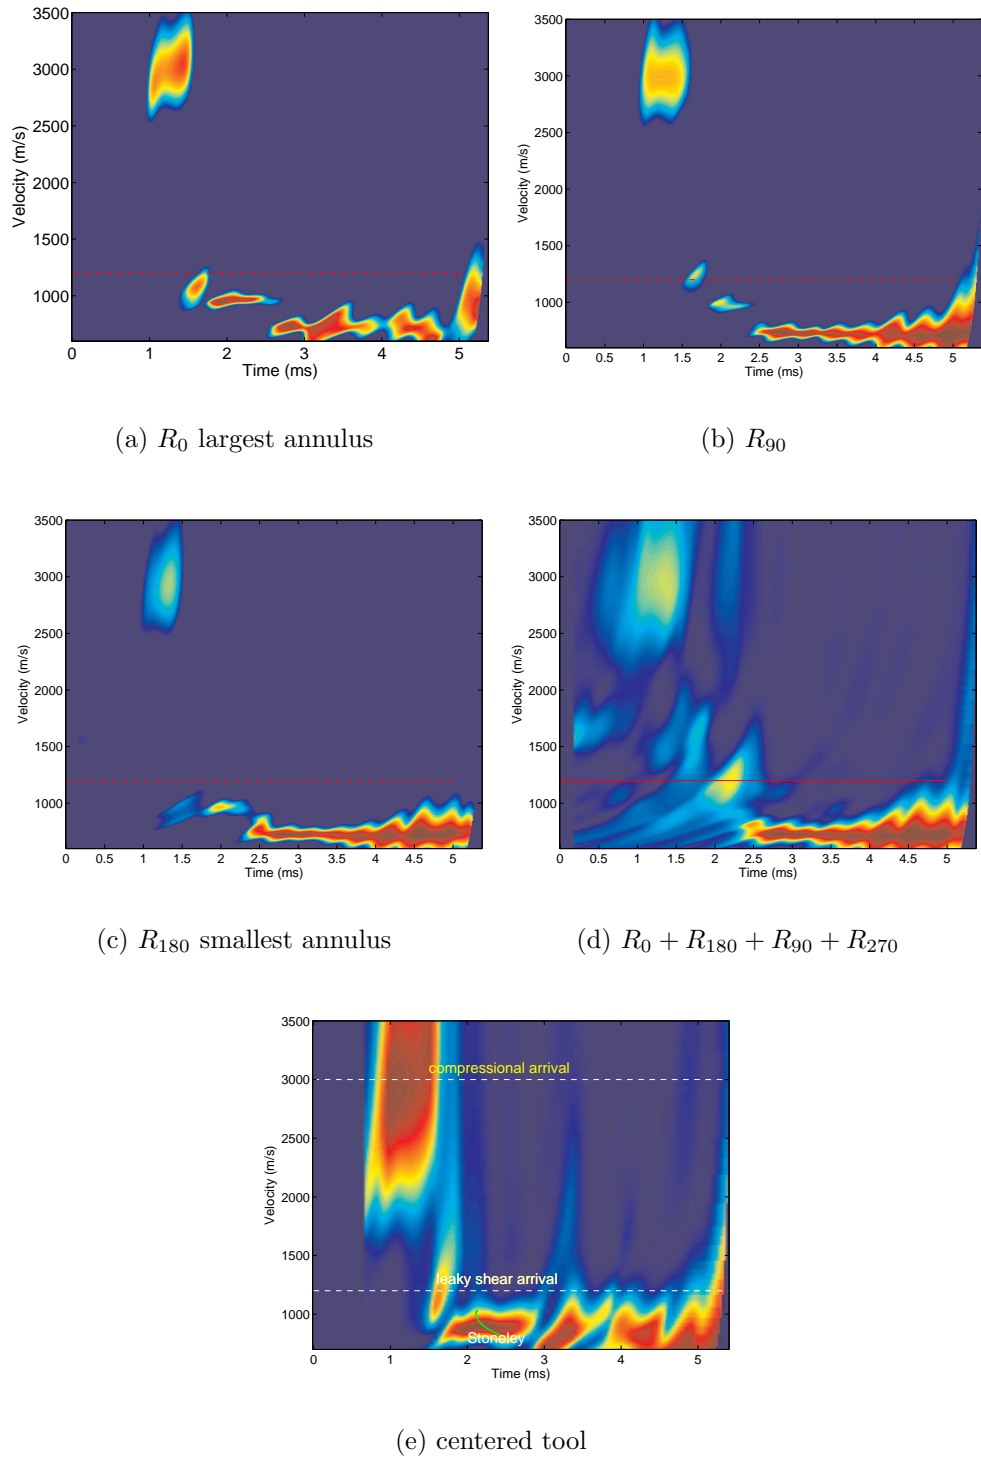 3500
3000
2500
2000
1500
1000
Velocity (m/s)
0 1 2 3 4 5
Time (ms)
(a) R0 largest annulus
3500
3000
2500
2000
1500
1000
Velocity (m/s)
0 0.5 1 1.5 2 2.5 3 3.5 4 4.5 5
Time (ms)
(b) R90
3500
3000
2500
2000
1500
1000
Velocity (m/s)
0 0.5 1 1.5 2 2.5 3 3.5 4 4.5 5
Time (ms)
(c) R180 smallest annulus
3500
3000
2500
2000
1500
1000
Velocity (m/s)
0 0.5 1 1.5 2 2.5 3 3.5 4 4.5 5
Time (ms)
(d) R0 + R180 + R90 + R270
3500
3000
2500
2000
1500
1000
Velocity (m/s)
compressional arrival
leaky shear arrival
Stoneley
0 1 2 3 4 5
Time (ms)
(e) centered tool